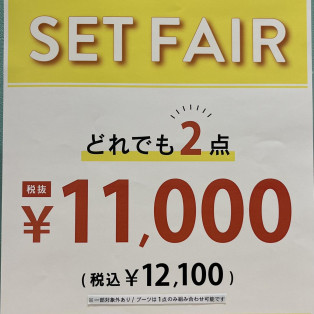 SET FAIR
どれでも2点
税抜
¥11,000
(税込 ¥12,100)
※一部対象外あり / ブーツは1点のみ組み合わせ可能です